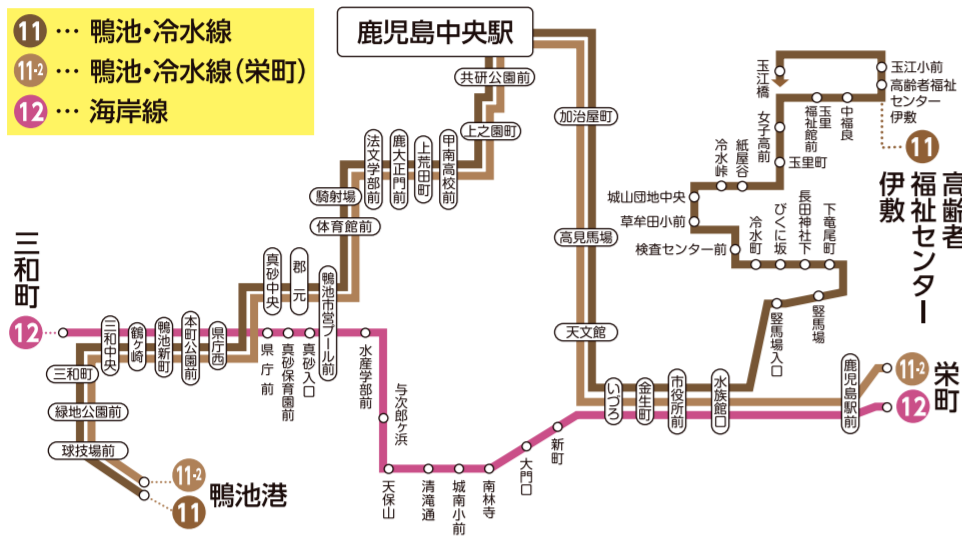 11 … 鴨池・冷水線
11-2 … 鴨池・冷水線(栄町)
12 … 海岸線
鹿児島中央駅
共研公園前
上之園町
甲南高校前
上荒田町
鹿大正門前
法文学部前
騎射場
体育館前
鴨池市営プール前
郡元
真砂中央
県庁西
本町公園前
鴨池新町
鶴ヶ崎
三和中央
三和町
緑地公園前
球技場前
11-2
11
鴨池港
三和町
12
県庁前
真砂保育園前
真砂入口
水産学部前
与次郎ヶ浜
天保山
清滝通
城南小前
南林寺
大門口
新町
加治屋町
高見馬場
天文館
いづろ
金生町
市役所前
水族館口
鹿児島駅前
11-2
12
栄町
竪馬場入口
竪馬場
下竜尾町
長田神社下
びくに坂
冷水町
検査センター前
草牟田小前
城山団地中央
冷水峠
紙屋谷
玉里町
女子高前
玉里
福祉館前
中福良
高齢者福祉
センター
伊敷
玉江小前
玉江橋
11
高齢者
福祉センター
伊敷